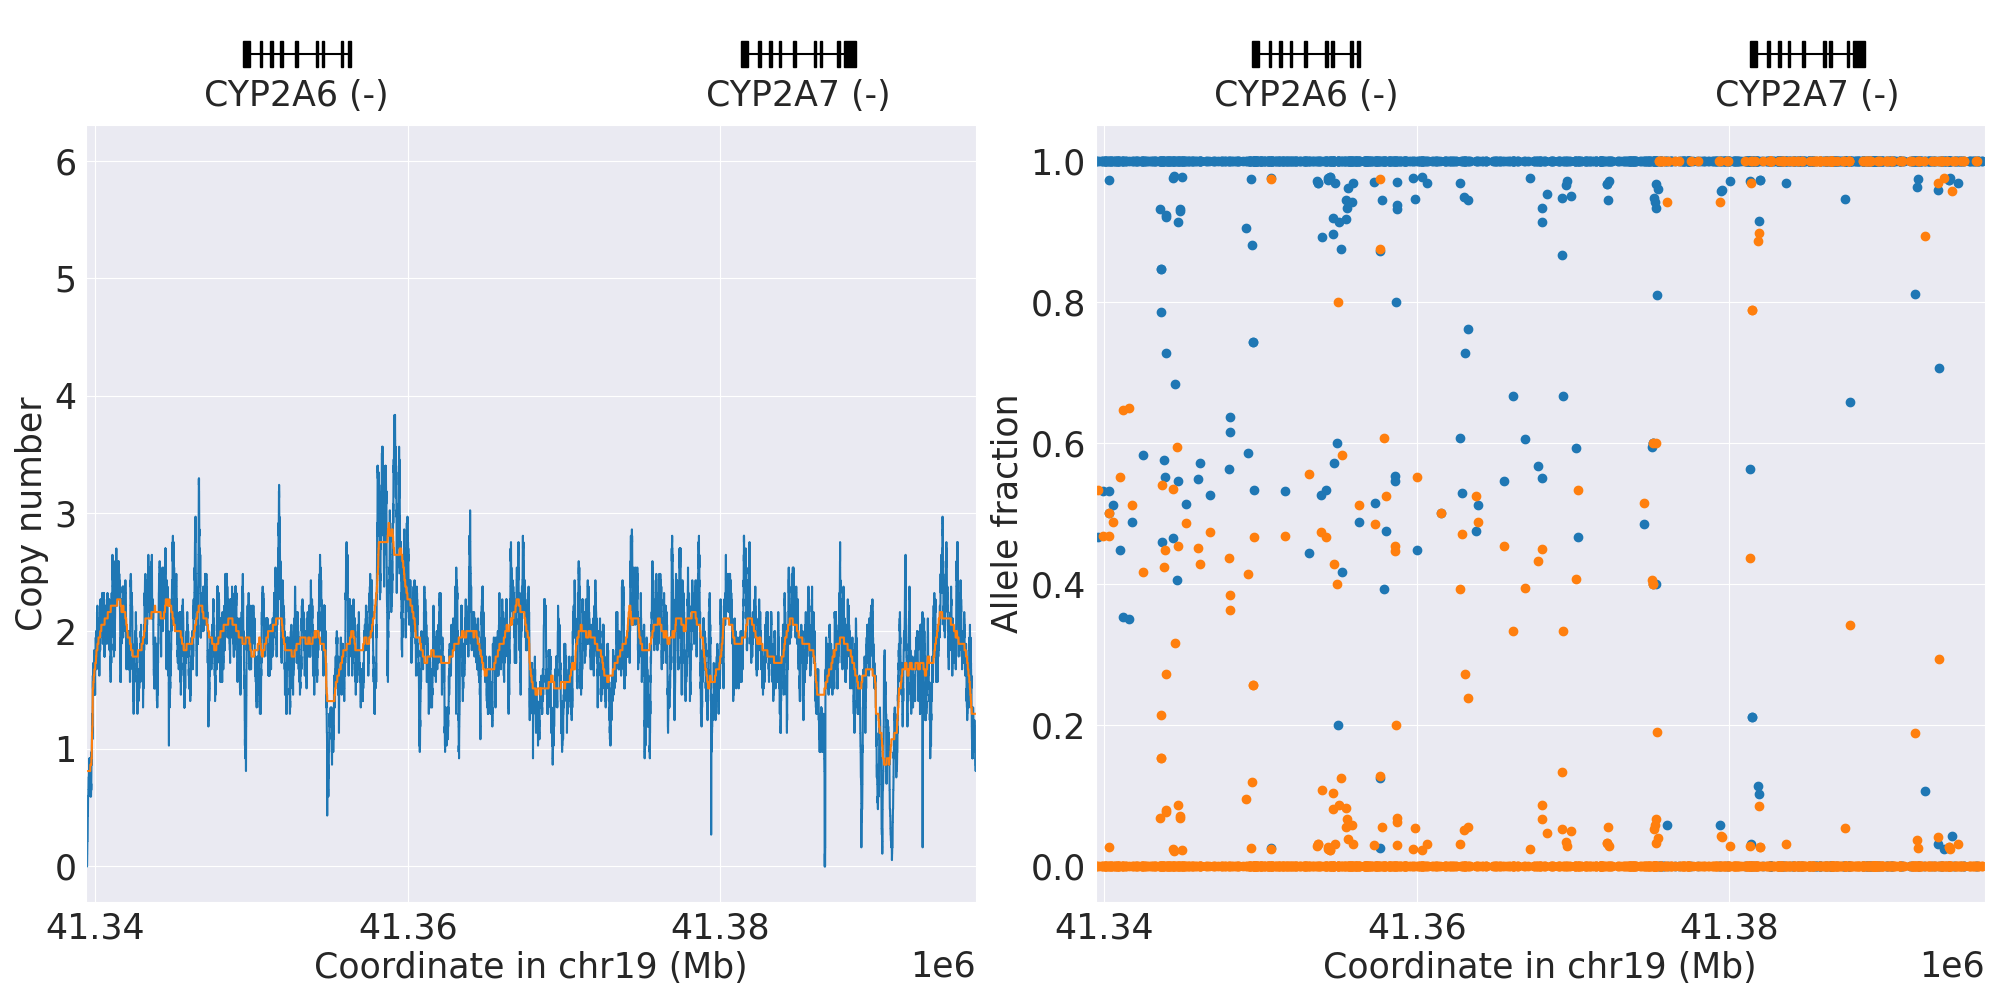 CYP2A6 (-)
CYP2A7 (-)
6
5
4
3
2
1
0
Copy number
41.34
41.36
41.38
1e6
Coordinate in chr19 (Mb)
CYP2A6 (-)
CYP2A7 (-)
1.0
0.8
0.6
0.4
0.2
0.0
Allele fraction
41.34
41.36
41.38
1e6
Coordinate in chr19 (Mb)